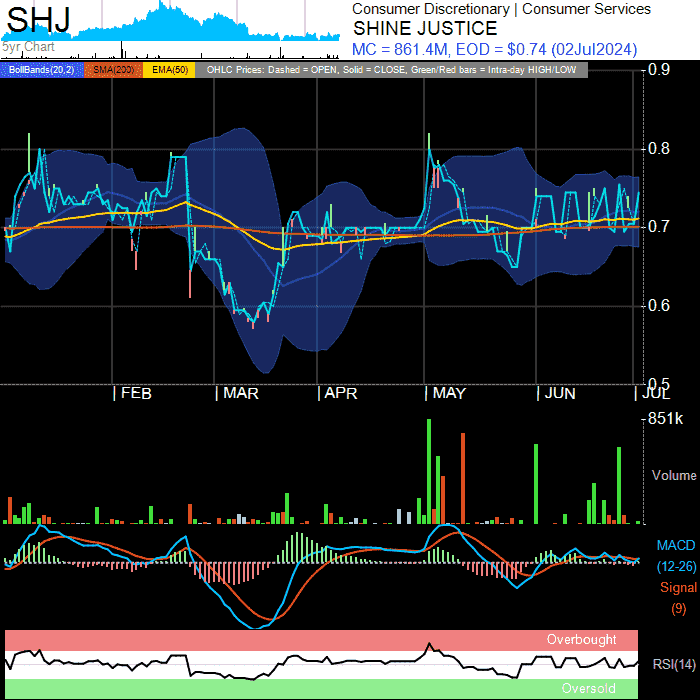 SHJ
5yr Chart
Consumer Discretionary | Consumer Services
SHINE JUSTICE
MC = 861.4M, EOD = $0.74 (02Jul2024)
BollBands(20,2) SMA(200) EMA(50) OHLC Prices: Dashed = OPEN, Solid = CLOSE, Green/Red bars = Intra-day HIGH/LOW
0.9
0.8
0.7
0.6
0.5
FEB MAR APR MAY JUN JUL
851k
Volume
MACD
(12-26)
Signal
(9)
Overbought
RSI(14)
Oversold